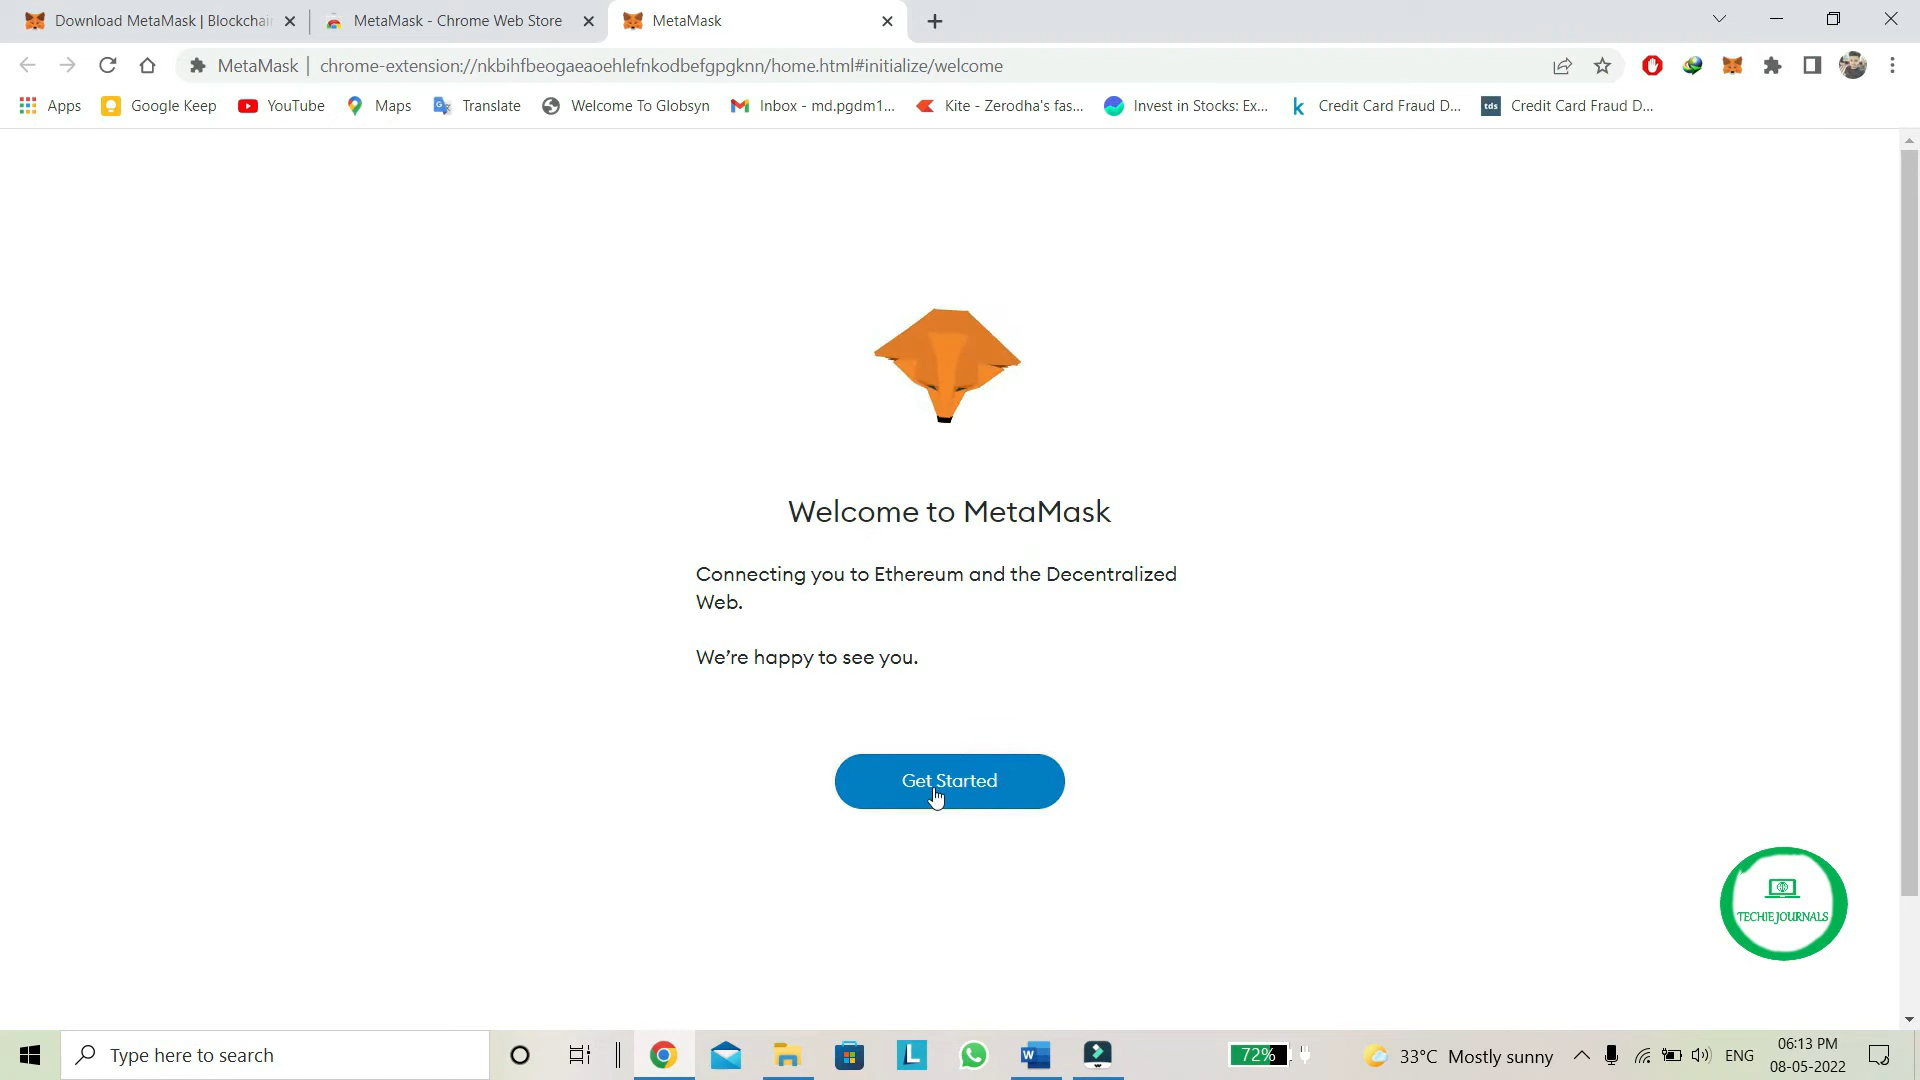 Download MetaMask | Blockchai
MetaMask - Chrome Web Store
MetaMask
MetaMask | chrome-extension://nkbihfbeogaeaoehlefnkodbefgpgknn/home.html#initialize/welcome
Apps
Google Keep
YouTube
Maps
Translate
Welcome To Globsyn
Inbox - md.pgdm1...
Kite - Zerodha's fas...
Invest in Stocks: Ex...
k
Credit Card Fraud D...
tds
Credit Card Fraud D...
Welcome to MetaMask
Connecting you to Ethereum and the Decentralized
Web.
We're happy to see you.
Get Started
TECHIE JOURNALS
Type here to search
L
W
72%
33°C Mostly sunny
ENG
06:13 PM
08-05-2022